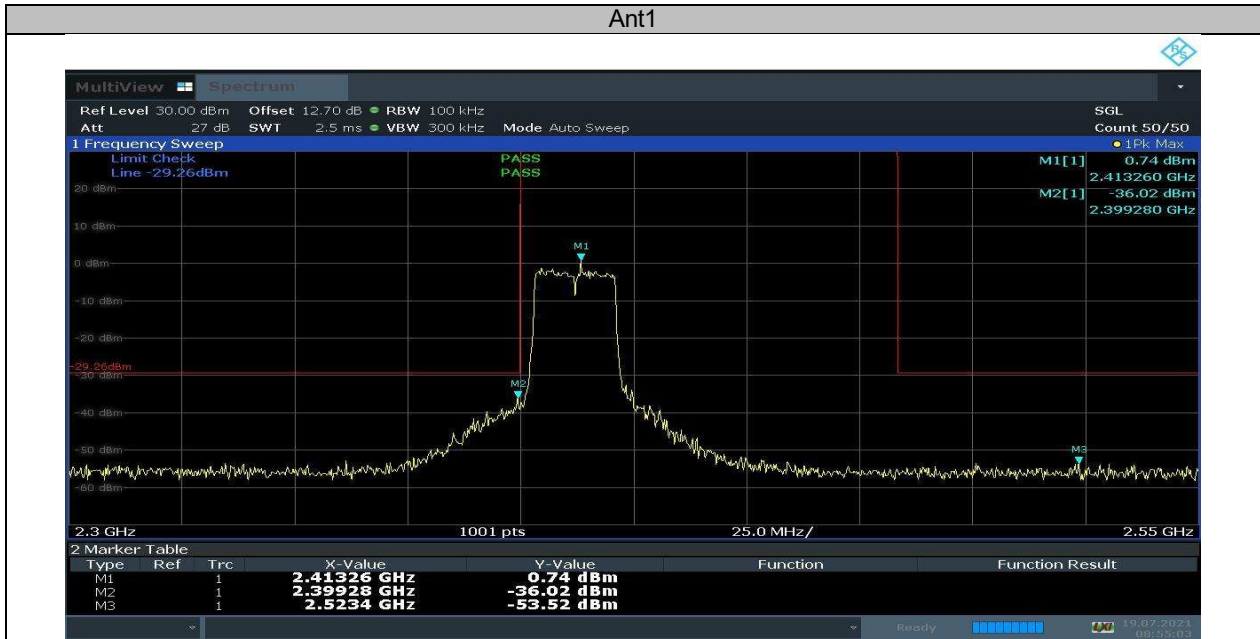 Ant1
R&S
MultiView Spectrum
Ref Level 30.00 dBm Offset 12.70 dB RBW 100 kHz SGL
Att 27 dB SWT 2.5 ms VBW 300 kHz Mode Auto Sweep Count 50/50
1 Frequency Sweep 1Pk Max
Limit Check PASS M1[1] 0.74 dBm
Line -29.26dBm PASS 2.413260 GHz
20 dBm M2[1] -36.02 dBm
2.399280 GHz
10 dBm
M1
0 dBm
-10 dBm
-20 dBm
-29.26dBm
-30 dBm
M2
-40 dBm
-50 dBm
M3
-60 dBm
2.3 GHz 1001 pts 25.0 MHz/ 2.55 GHz
2 Marker Table
Type Ref Trc X-Value Y-Value Function Function Result
M1 1 2.41326 GHz 0.74 dBm
M2 1 2.39928 GHz -36.02 dBm
M3 1 2.5234 GHz -53.52 dBm
Ready 19.07.2021
08:55:03